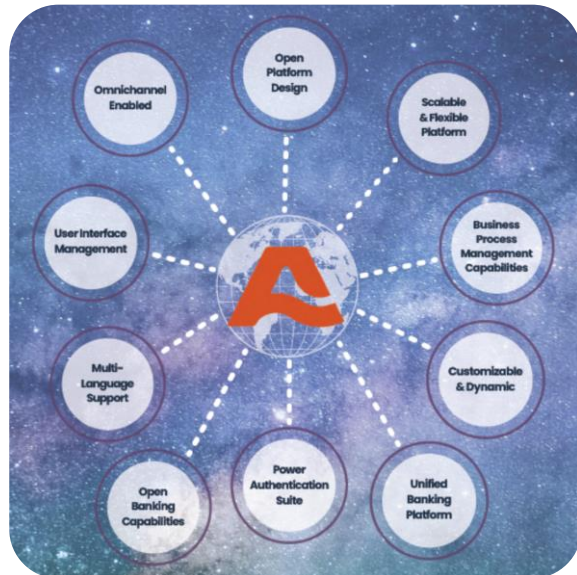 Open
Platform
Design
Scalable
& Flexible
Platform
Business
Process
Management
Capabilities
Customizable
& Dynamic
Unified
Banking
Platform
Power
Authentication
Suite
Open
Banking
Capabilities
Multi-
Language
Support
User Interface
Management
Omnichannel
Enabled